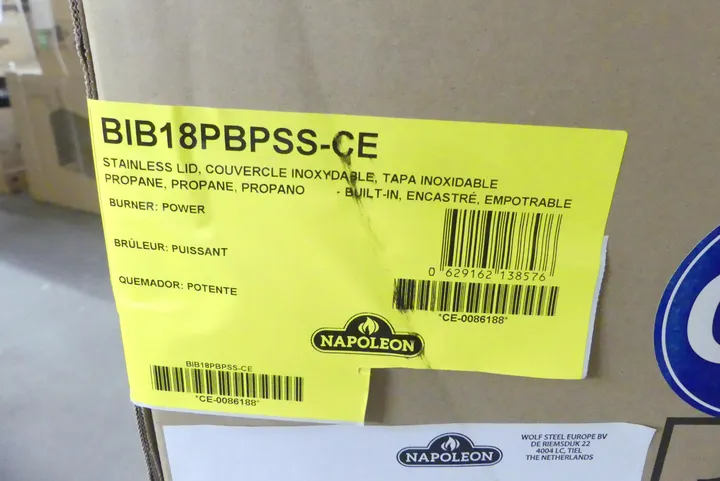 BIB18PBPSS-CE
STAINLESS LID, COUVERCLE INOXYDABLE, TAPA INOXIDABLE
PROPANE, PROPANE, PROPANO - BUILT-IN, ENCASTRÉ, EMPOTRABLE
BURNER: POWER
BRÛLEUR: PUISSANT
QUEMADOR: POTENTE
0 629162 138576
*CE-0086188*
NAPOLEON
BIB18PBPSS-CE
*CE-0086188*
NAPOLEON
WOLF STEEL EUROPE BV
DE RIEMSDIJK 22
4004 LC, TIEL
THE NETHERLANDS